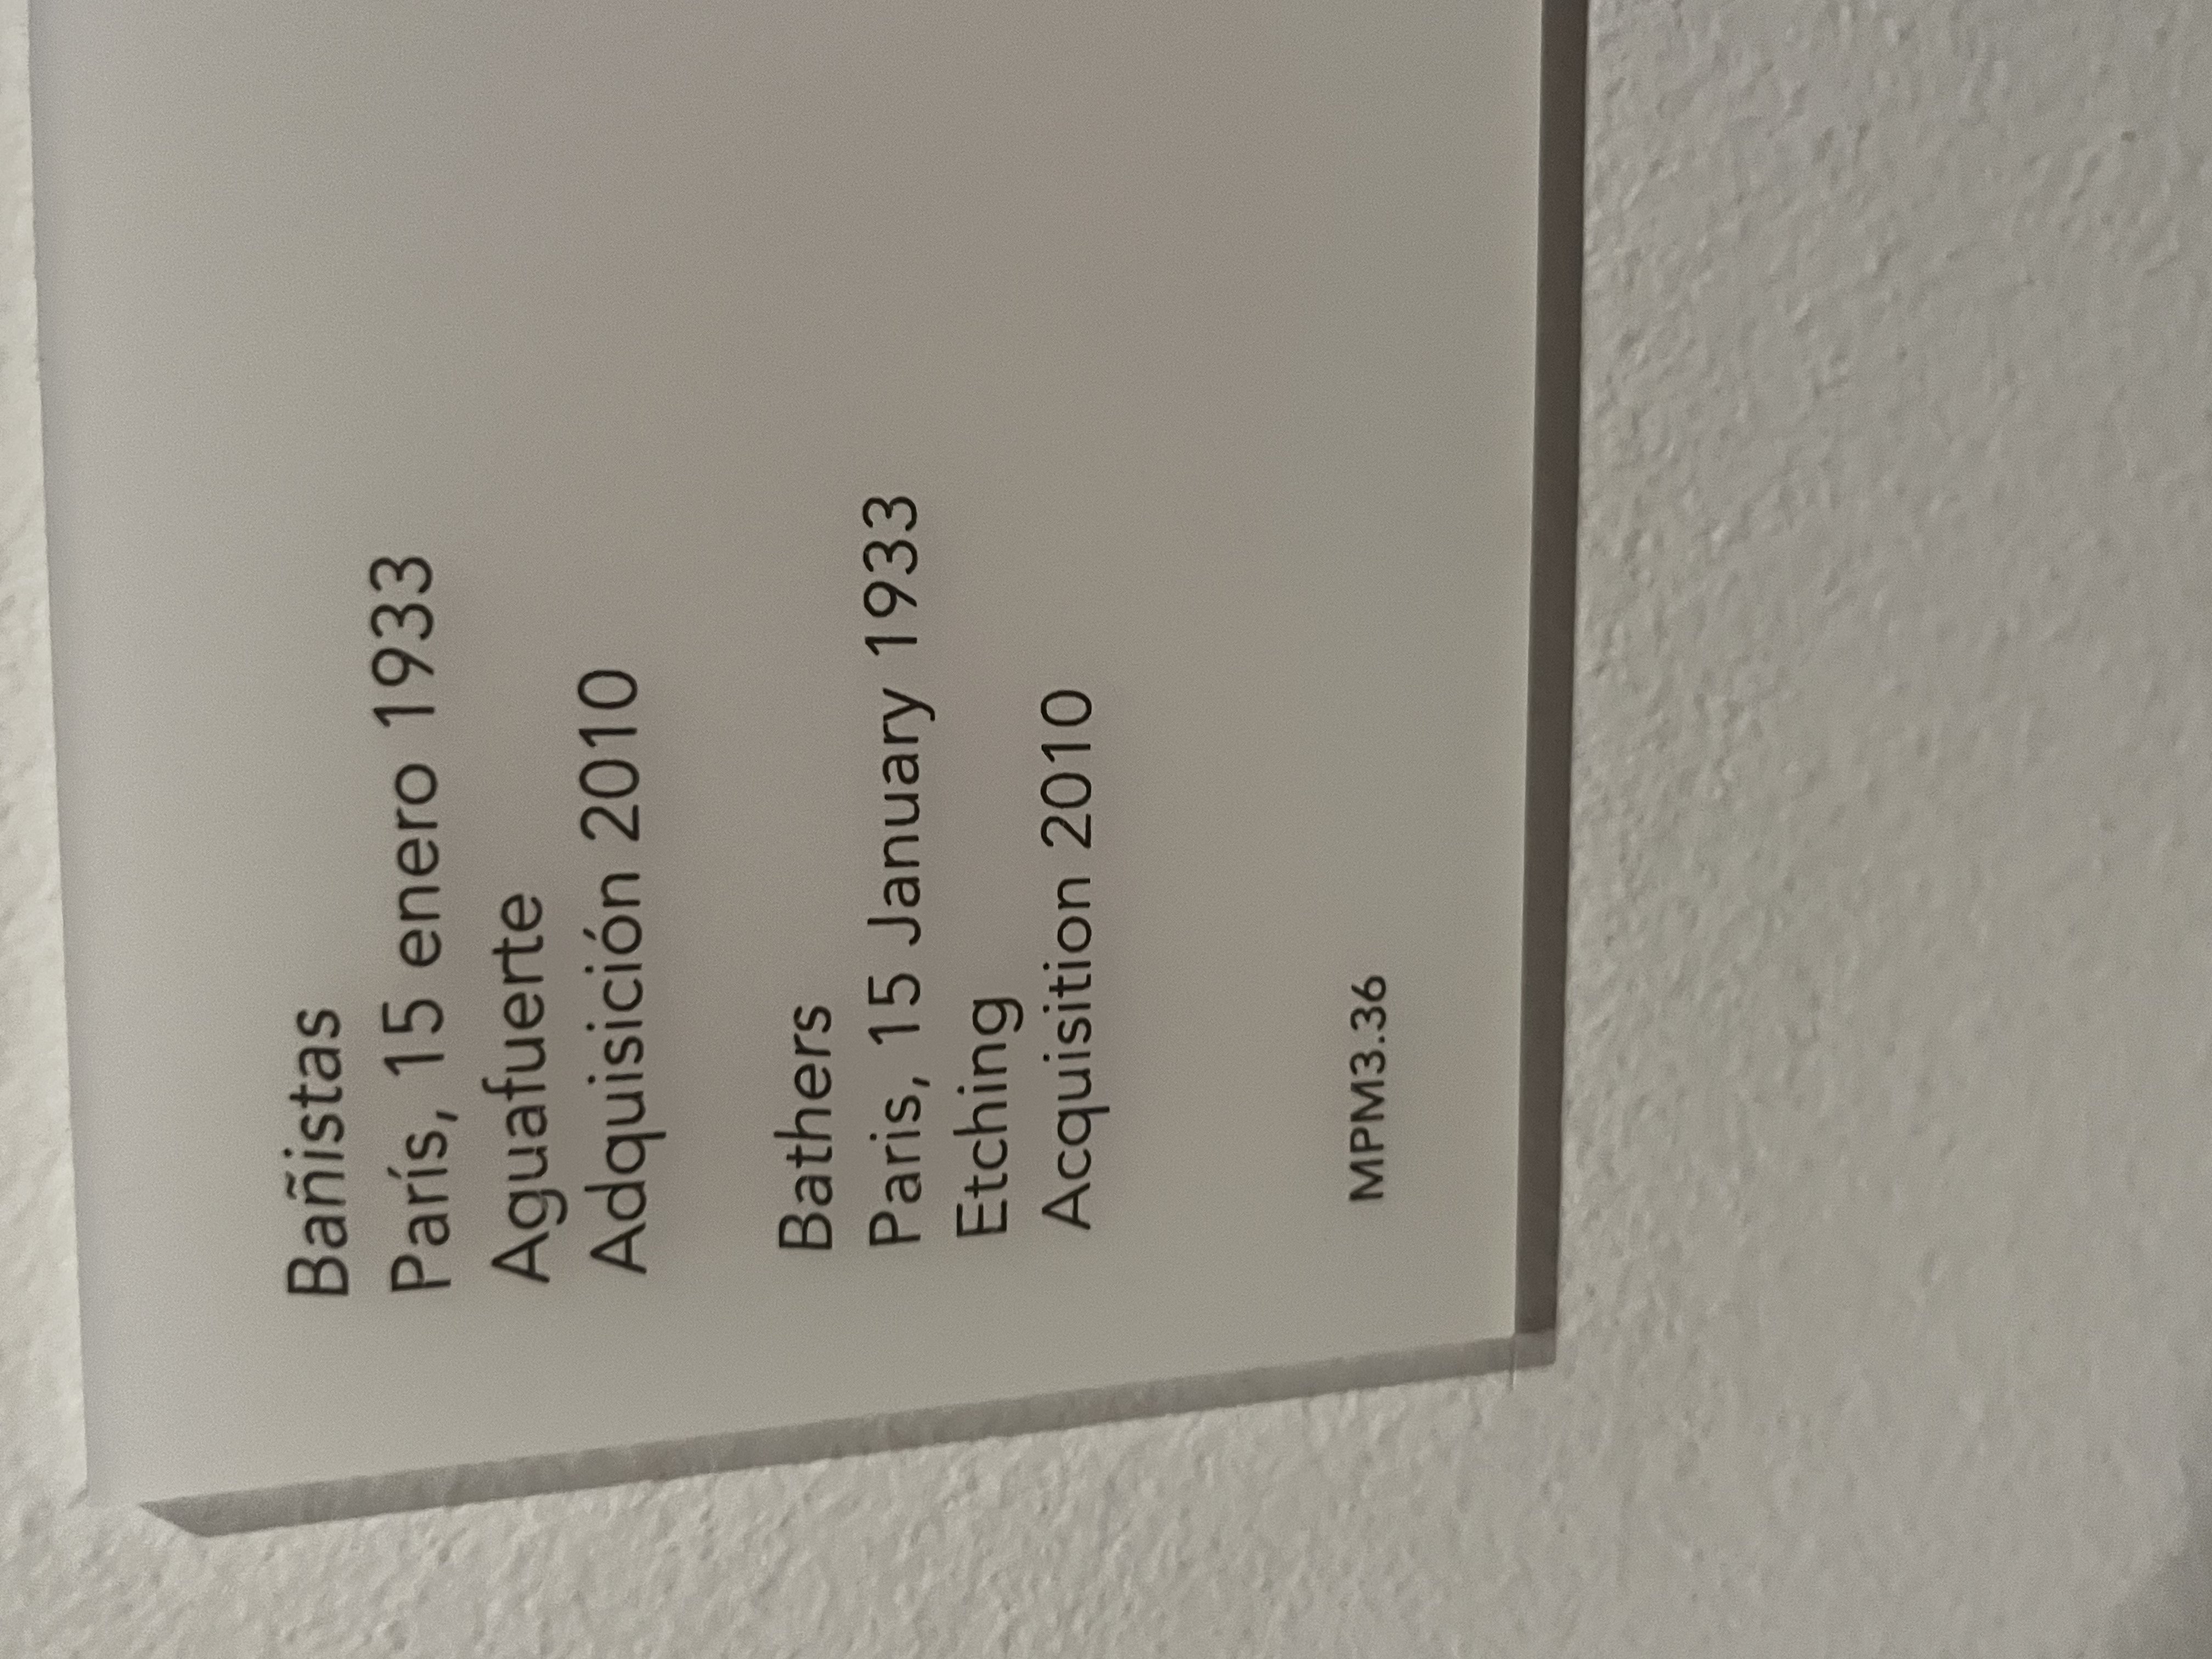 Bañistas
París, 15 enero 1933
Aguafuerte
Adquisición 2010
Bathers
Paris, 15 January 1933
Etching
Acquisition 2010
MPM3.36